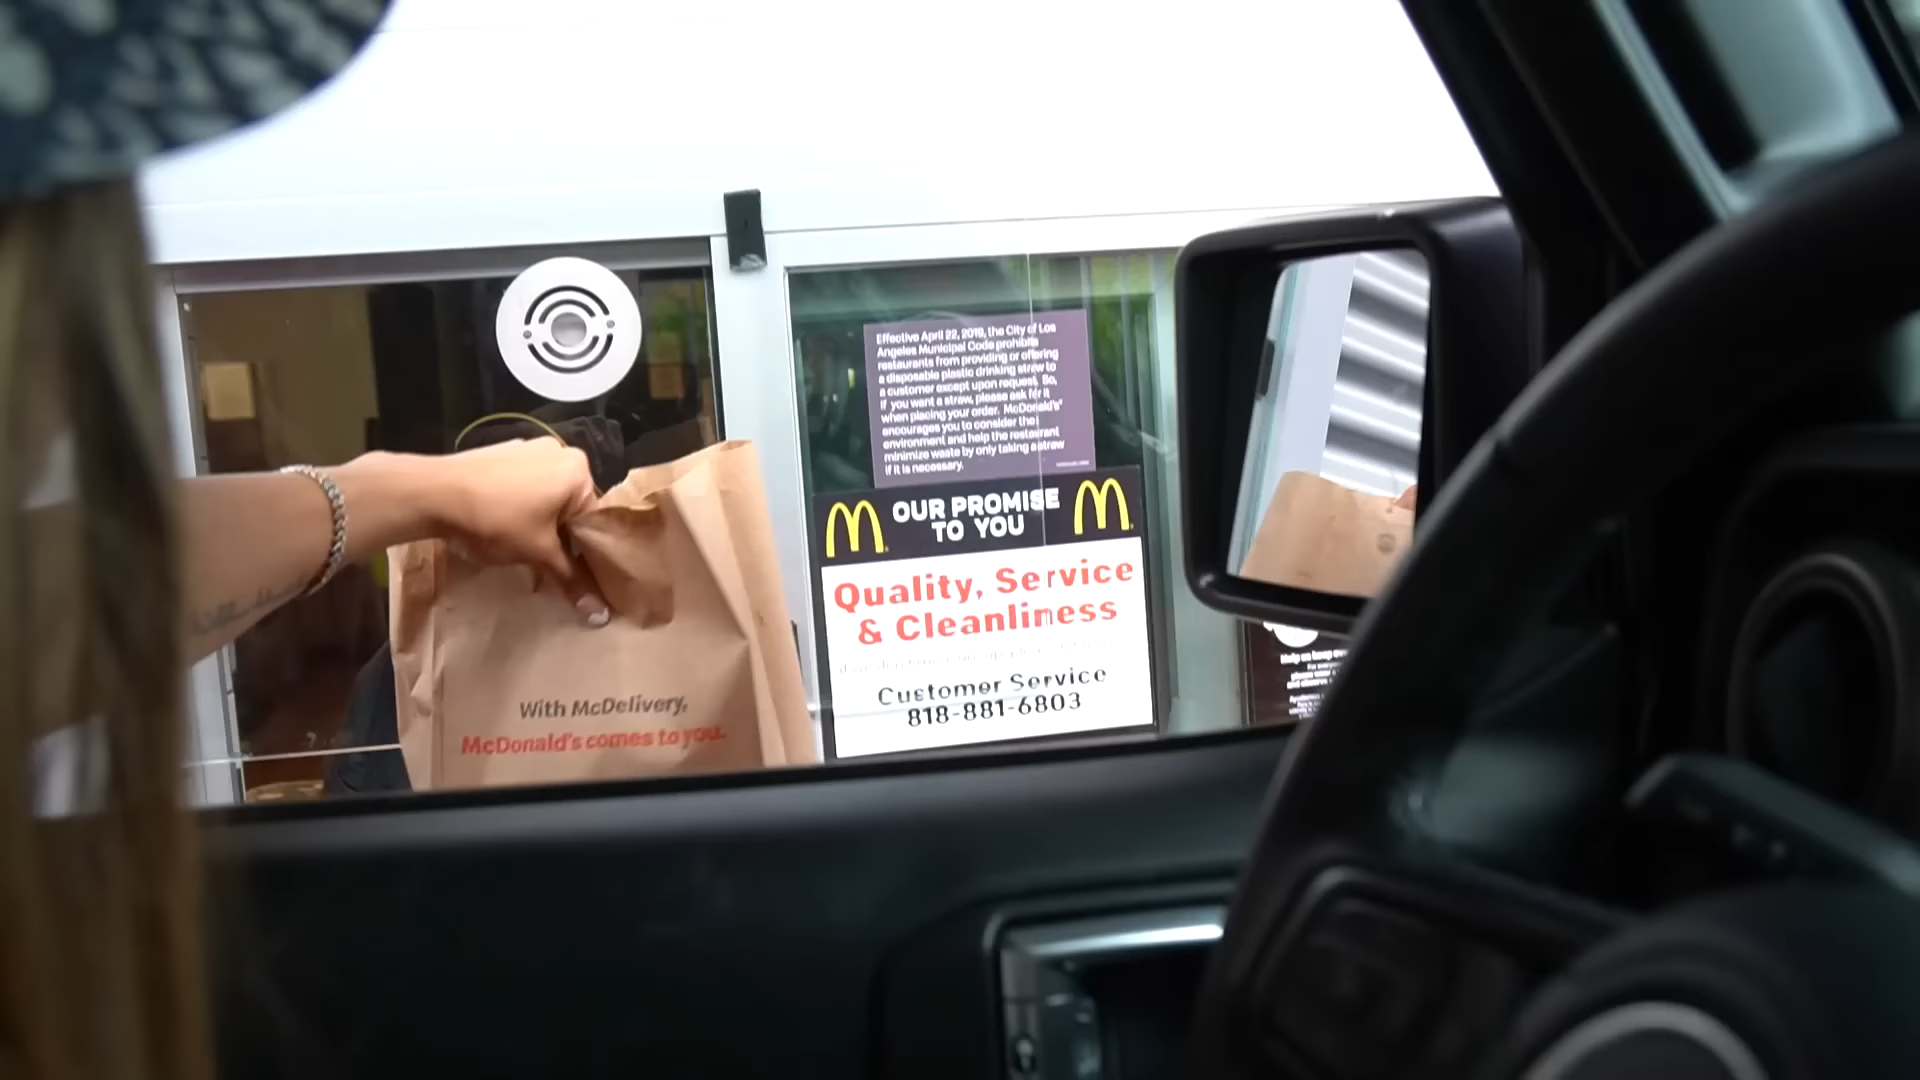 Effective April 22, 2019, the City of Los
Angeles Municipal Code prohibits
restaurants from providing or offering
a disposable plastic drinking straw to
a customer except upon request. So,
if you want a straw, please ask for it
when placing your order. McDonald's
encourages you to consider the
environment and help the restaurant
minimize waste by only taking a straw
if it is necessary.
OUR PROMISE
TO YOU
Quality, Service
& Cleanliness
Customer Service
818-881-6803
With McDelivery,
McDonald's comes to you.
Help us keep